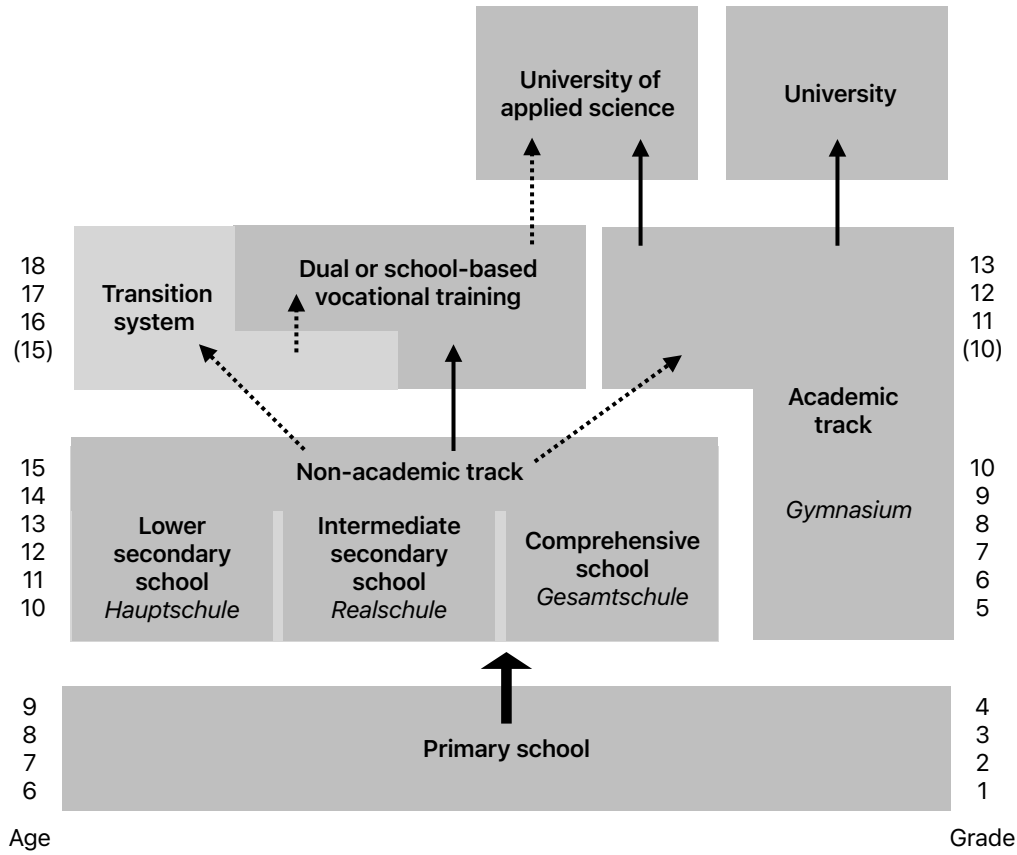 University of
applied science
University
18
17
16
(15)
Transition
system
Dual or school-based
vocational training
13
12
11
(10)
Academic
track
Gymnasium
15
14
13
12
11
10
Non-academic track
Lower
secondary
school
Hauptschule
Intermediate
secondary
school
Realschule
Comprehensive
school
Gesamtschule
10
9
8
7
6
5
9
8
7
6
Primary school
4
3
2
1
Age
Grade